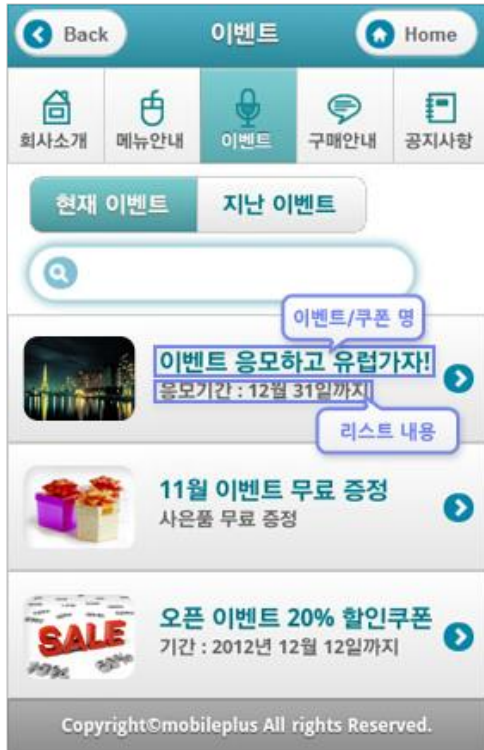 Back
이벤트
Home
회사소개
메뉴안내
이벤트
구매안내
공지사항
현재 이벤트
지난 이벤트
이벤트/쿠폰 명
이벤트 응모하고 유럽가자!
응모기간 : 12월 31일까지
리스트 내용
11월 이벤트 무료 증정
사은품 무료 증정
SALE
오픈 이벤트 20% 할인쿠폰
기간 : 2012년 12월 12일까지
Copyright©mobileplus All rights Reserved.